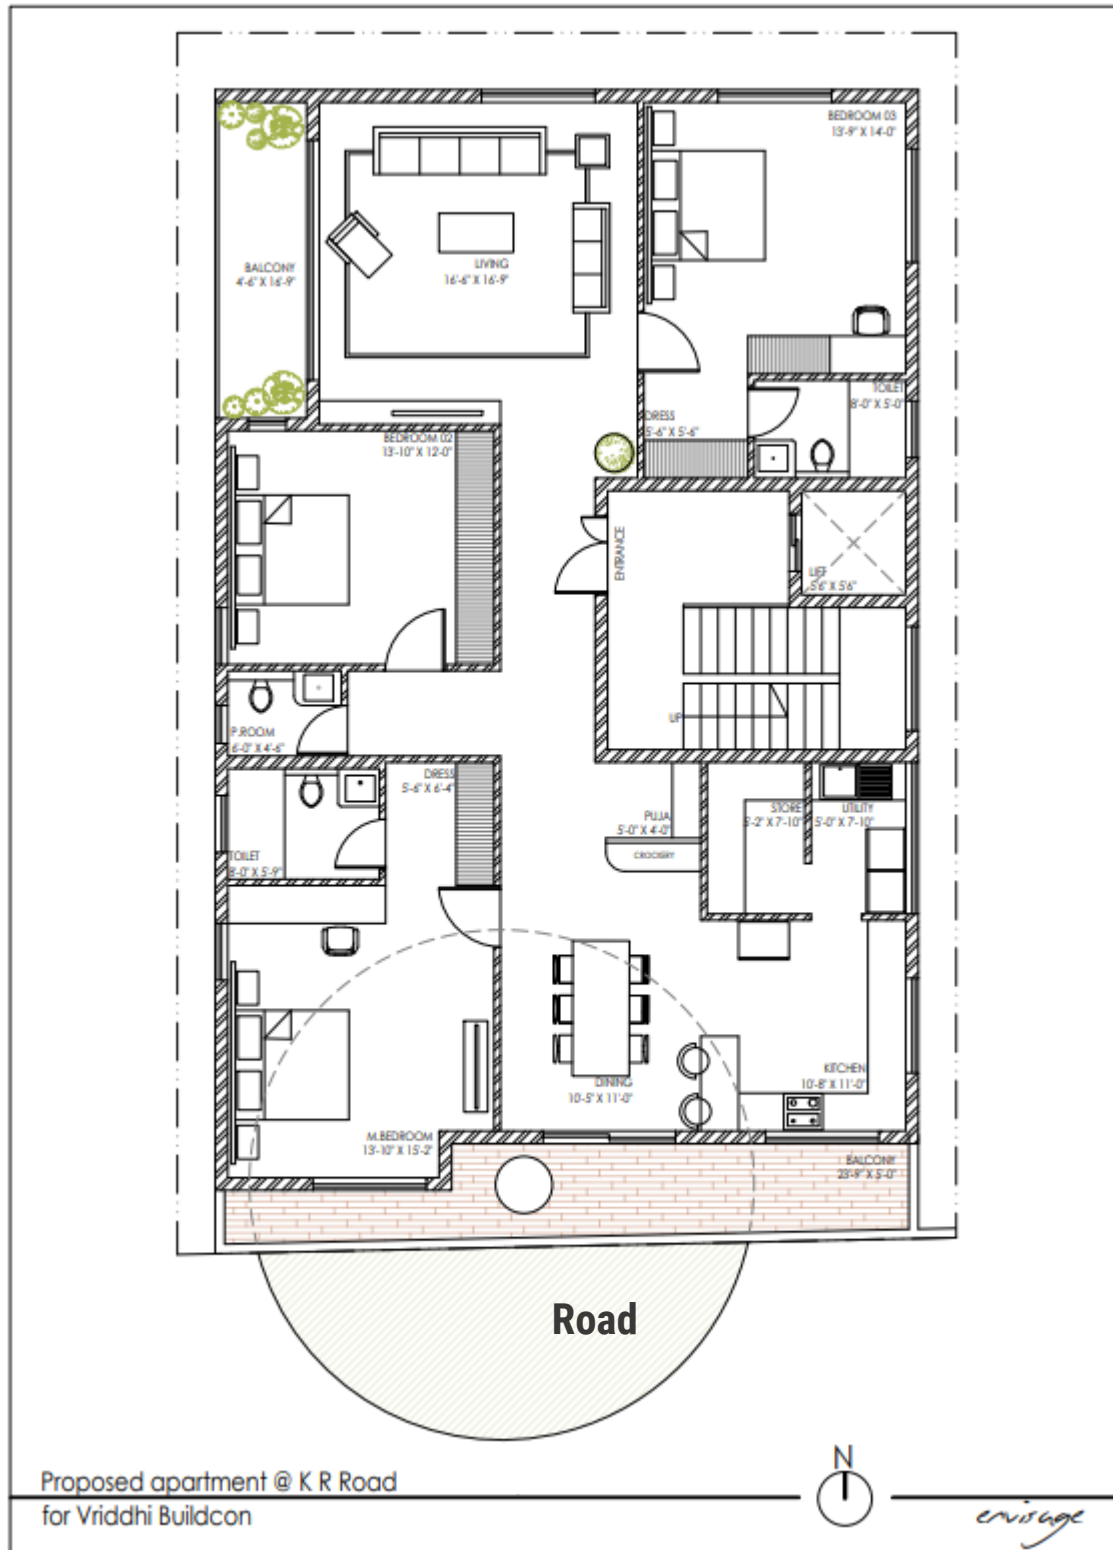 BEDROOM 03
13'-9" X 14'-0"
BALCONY
4'-6" X 16'-9"
LIVING
16'-6" X 16'-9"
TOILET
8'-0" X 5'-0"
DRESS
5'-6" X 5'-6"
BEDROOM 02
13'-10" X 12'-0"
ENTRANCE
LIFT
5'6" X 5'6"
UP
P.ROOM
6'-0" X 4'-6"
DRESS
5'-6" X 6'-4"
TOILET
8'-0" X 5'-9"
PUJA
5'-0" X 4'-0"
CROCKERY
STORE
5'-2" X 7'-10"
UTILITY
5'-0" X 7'-10"
KITCHEN
10'-8" X 11'-0"
DINING
10'-5" X 11'-0"
M.BEDROOM
13'-10" X 15'-2"
BALCONY
23'-9" X 5'-0"
Road
N
Proposed apartment @ K R Road
for Vriddhi Buildcon
envisage